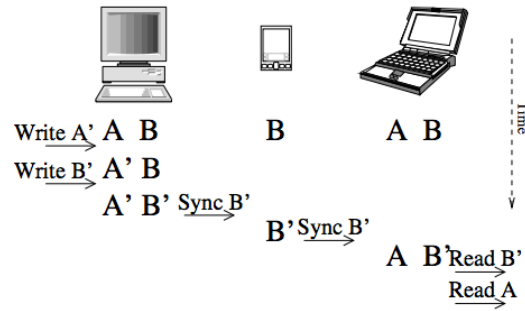 Time
Write A' A B B A B
Write B' A' B
A' B' Sync B'
B' Sync B'
A B' Read B'
Read A